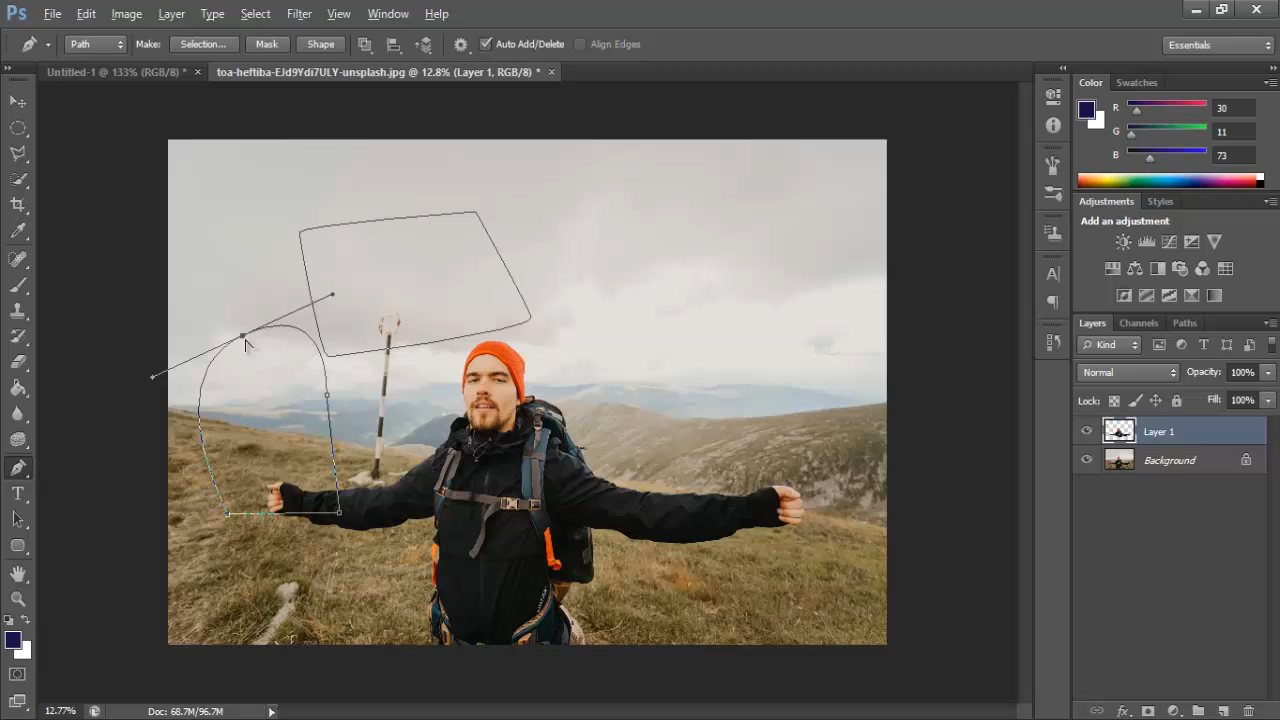 Ps File Edit Image Layer Type Select Filter View Window Help
Path Make: Selection... Mask Shape Auto Add/Delete Align Edges Essentials
Untitled-1 @ 133% (RGB/8) * × toa-heftiba-EJd9Ydi7ULY-unsplash.jpg @ 12.8% (Layer 1, RGB/8) * ×
Color Swatches
R 30
G 11
B 73
Adjustments Styles
Add an adjustment
Layers Channels Paths
Kind
Normal Opacity: 100%
Lock: Fill: 100%
Layer 1
Background
12.77% Doc: 68.7M/96.7M